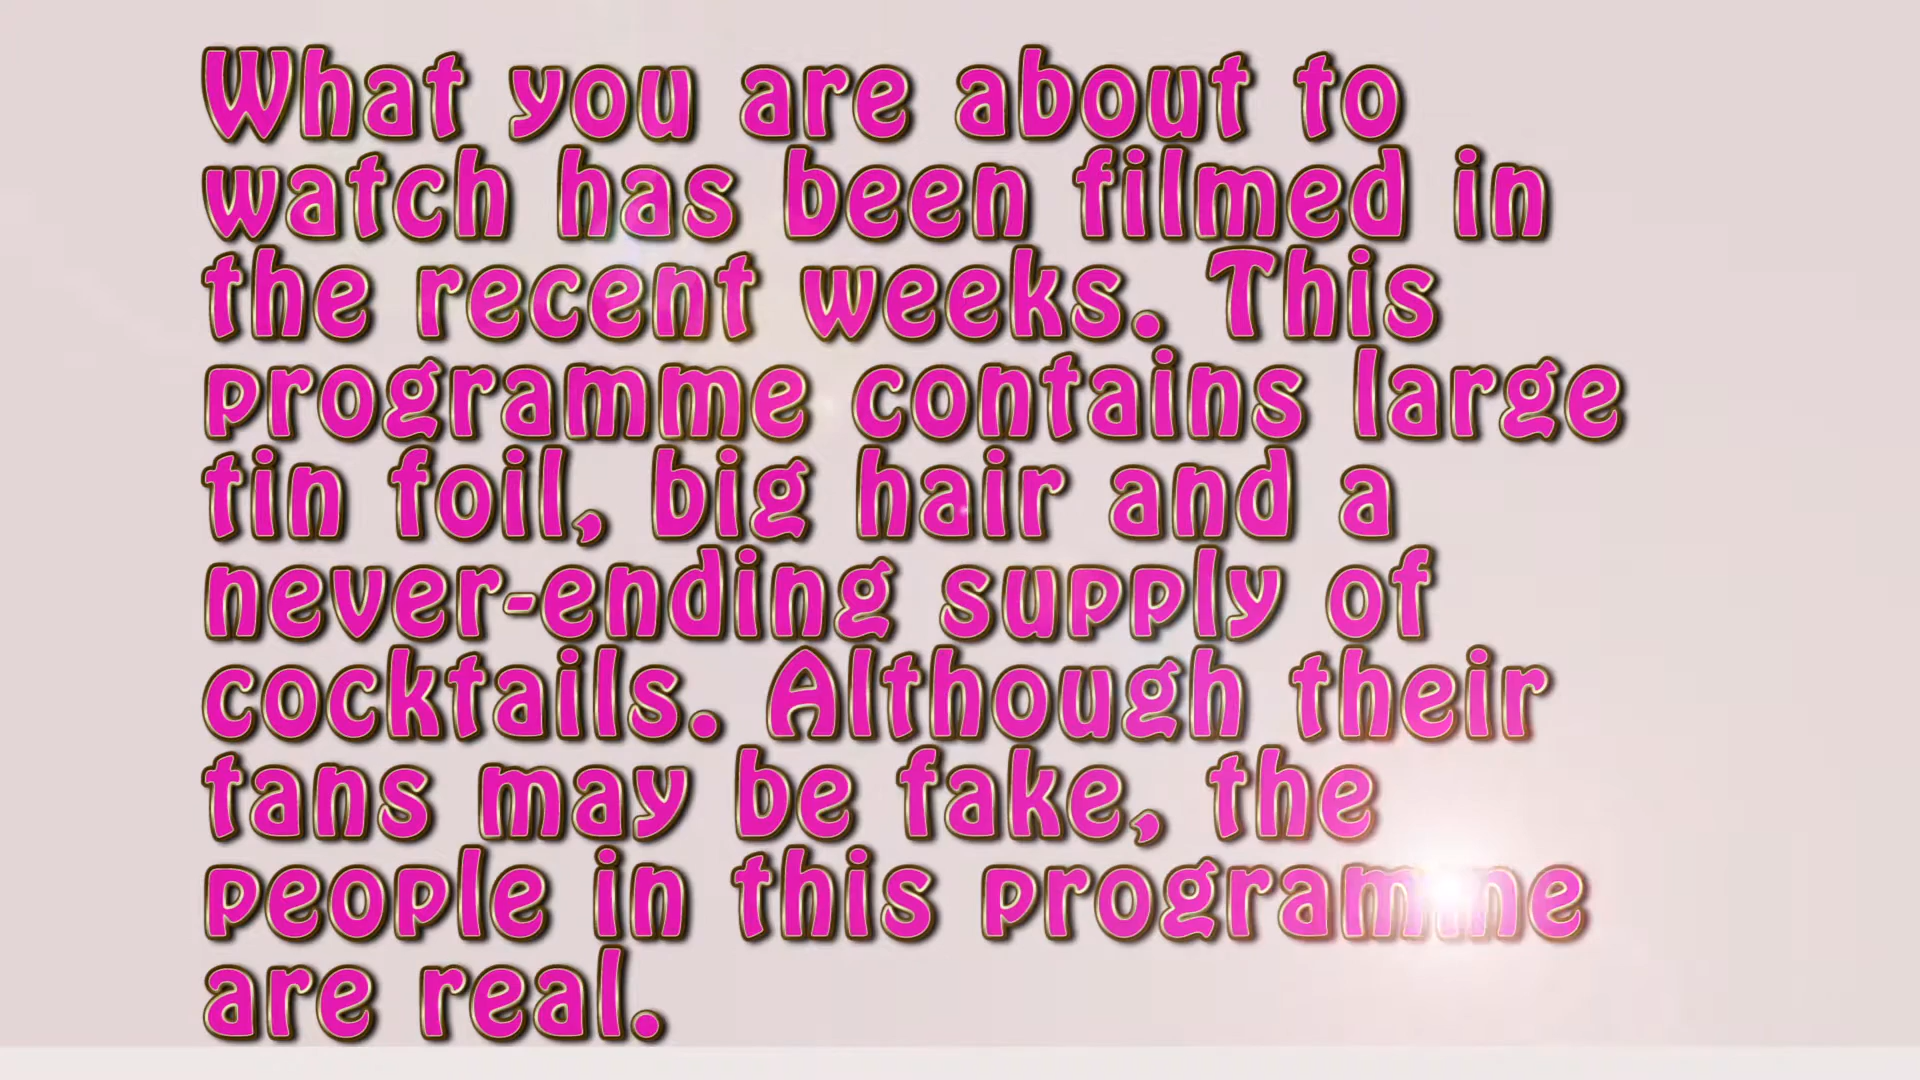 What you are about to
watch has been filmed in
the recent weeks. This
programme contains large
tin foil, big hair and a
never-ending supply of
cocktails. Although their
tans may be fake, the
people in this programme
are real.